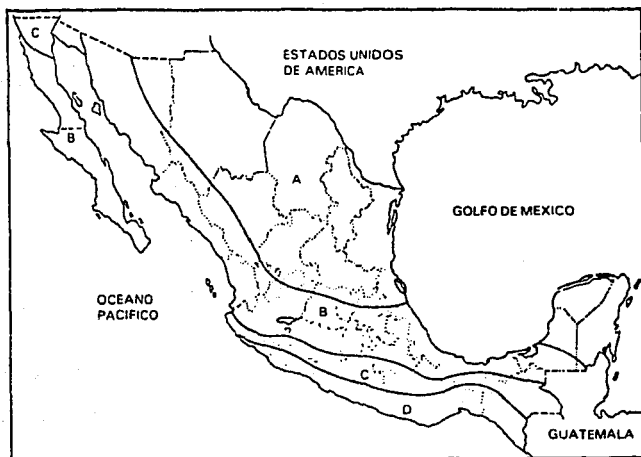 C
ESTADOS UNIDOS
DE AMERICA
B
A
GOLFO DE MEXICO
OCEANO
PACIFICO
B
C
D
GUATEMALA